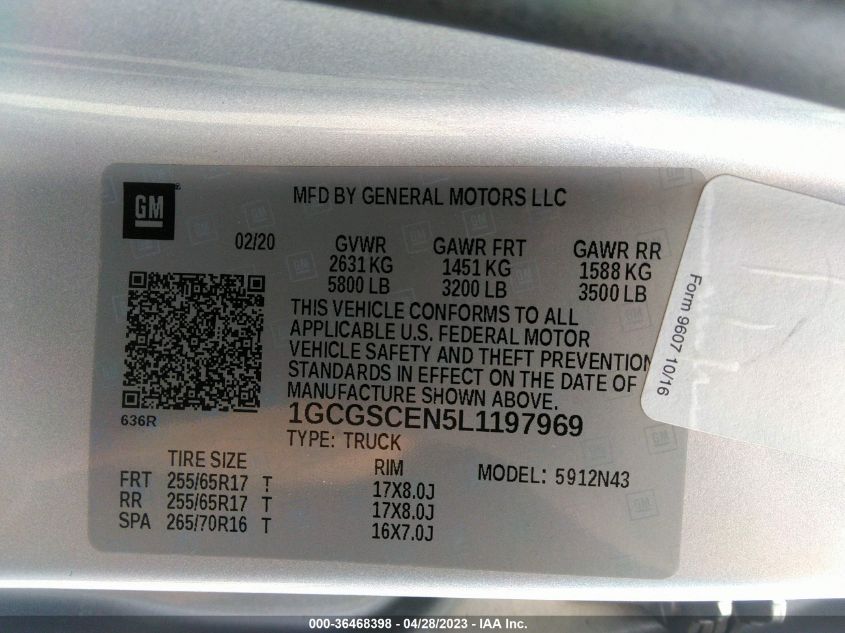 GM
MFD BY GENERAL MOTORS LLC
02/20
GVWR GAWR FRT GAWR RR
2631 KG 1451 KG 1588 KG
5800 LB 3200 LB 3500 LB
THIS VEHICLE CONFORMS TO ALL
APPLICABLE U.S. FEDERAL MOTOR
VEHICLE SAFETY AND THEFT PREVENTION
STANDARDS IN EFFECT ON THE DATE OF
MANUFACTURE SHOWN ABOVE.
636R
1GCGSCEN5L1197969
TYPE: TRUCK
TIRE SIZE RIM MODEL: 5912N43
FRT 255/65R17 T 17X8.0J
RR 255/65R17 T 17X8.0J
SPA 265/70R16 T 16X7.0J
Form 9607 10/16
000-36468398 - 04/28/2023 - IAA Inc.